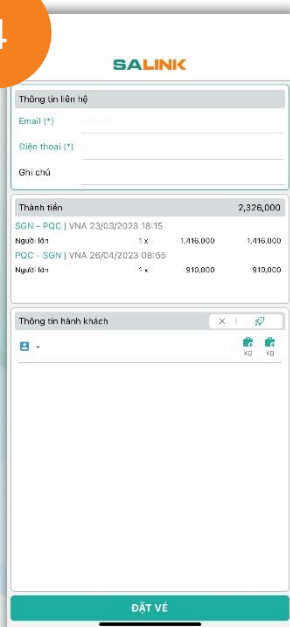 4
SALINK
Thông tin liên hệ
Email (*)
Điện thoại (*)
Ghi chú
Thành tiền 2,326,000
SGN - PQC | VNA 23/03/2023 18:15
Người lớn 1 x 1,416,000 1,416,000
PQC - SGN | VNA 26/04/2023 08:55
Người lớn 1 x 910,000 910,000
Thông tin hành khách
-
KG KG
ĐẶT VÉ